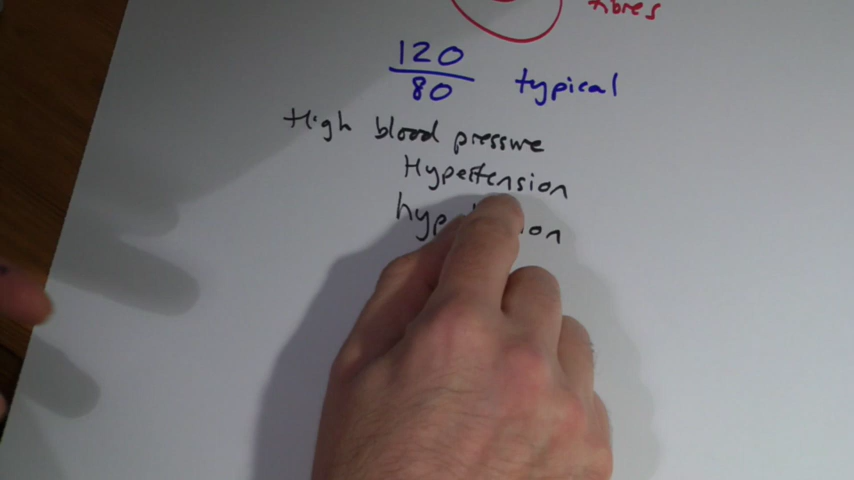 fibres
120
80 typical
High blood pressure
Hypertension